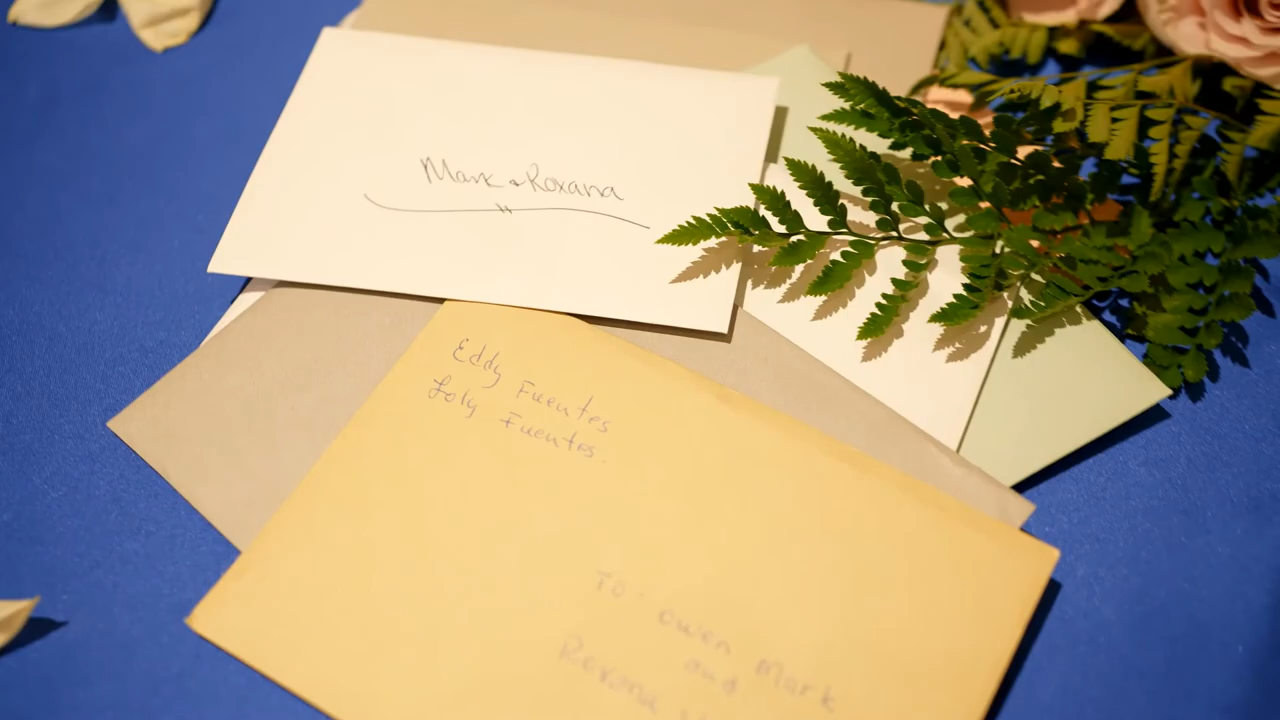 Mark & Roxana
Eddy Fuentes
Loly Fuentes.
To: Owen Mark
and
Roxana